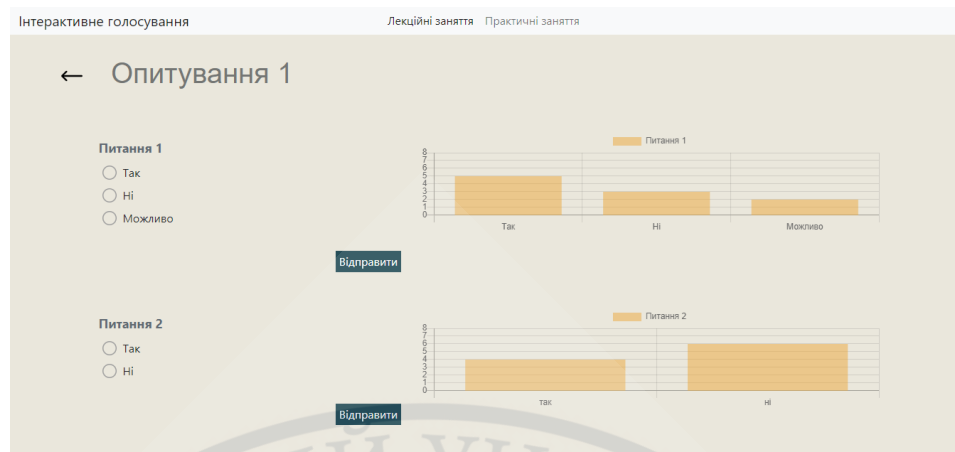 Інтерактивне голосування
Лекційні заняття Практичні заняття
← Опитування 1
Питання 1
Так
Ні
Можливо
Питання 1
8
7
6
5
4
3
2
1
0
Так Ні Можливо
Відправити
Питання 2
Так
Ні
Питання 2
8
7
6
5
4
3
2
1
0
так ні
Відправити